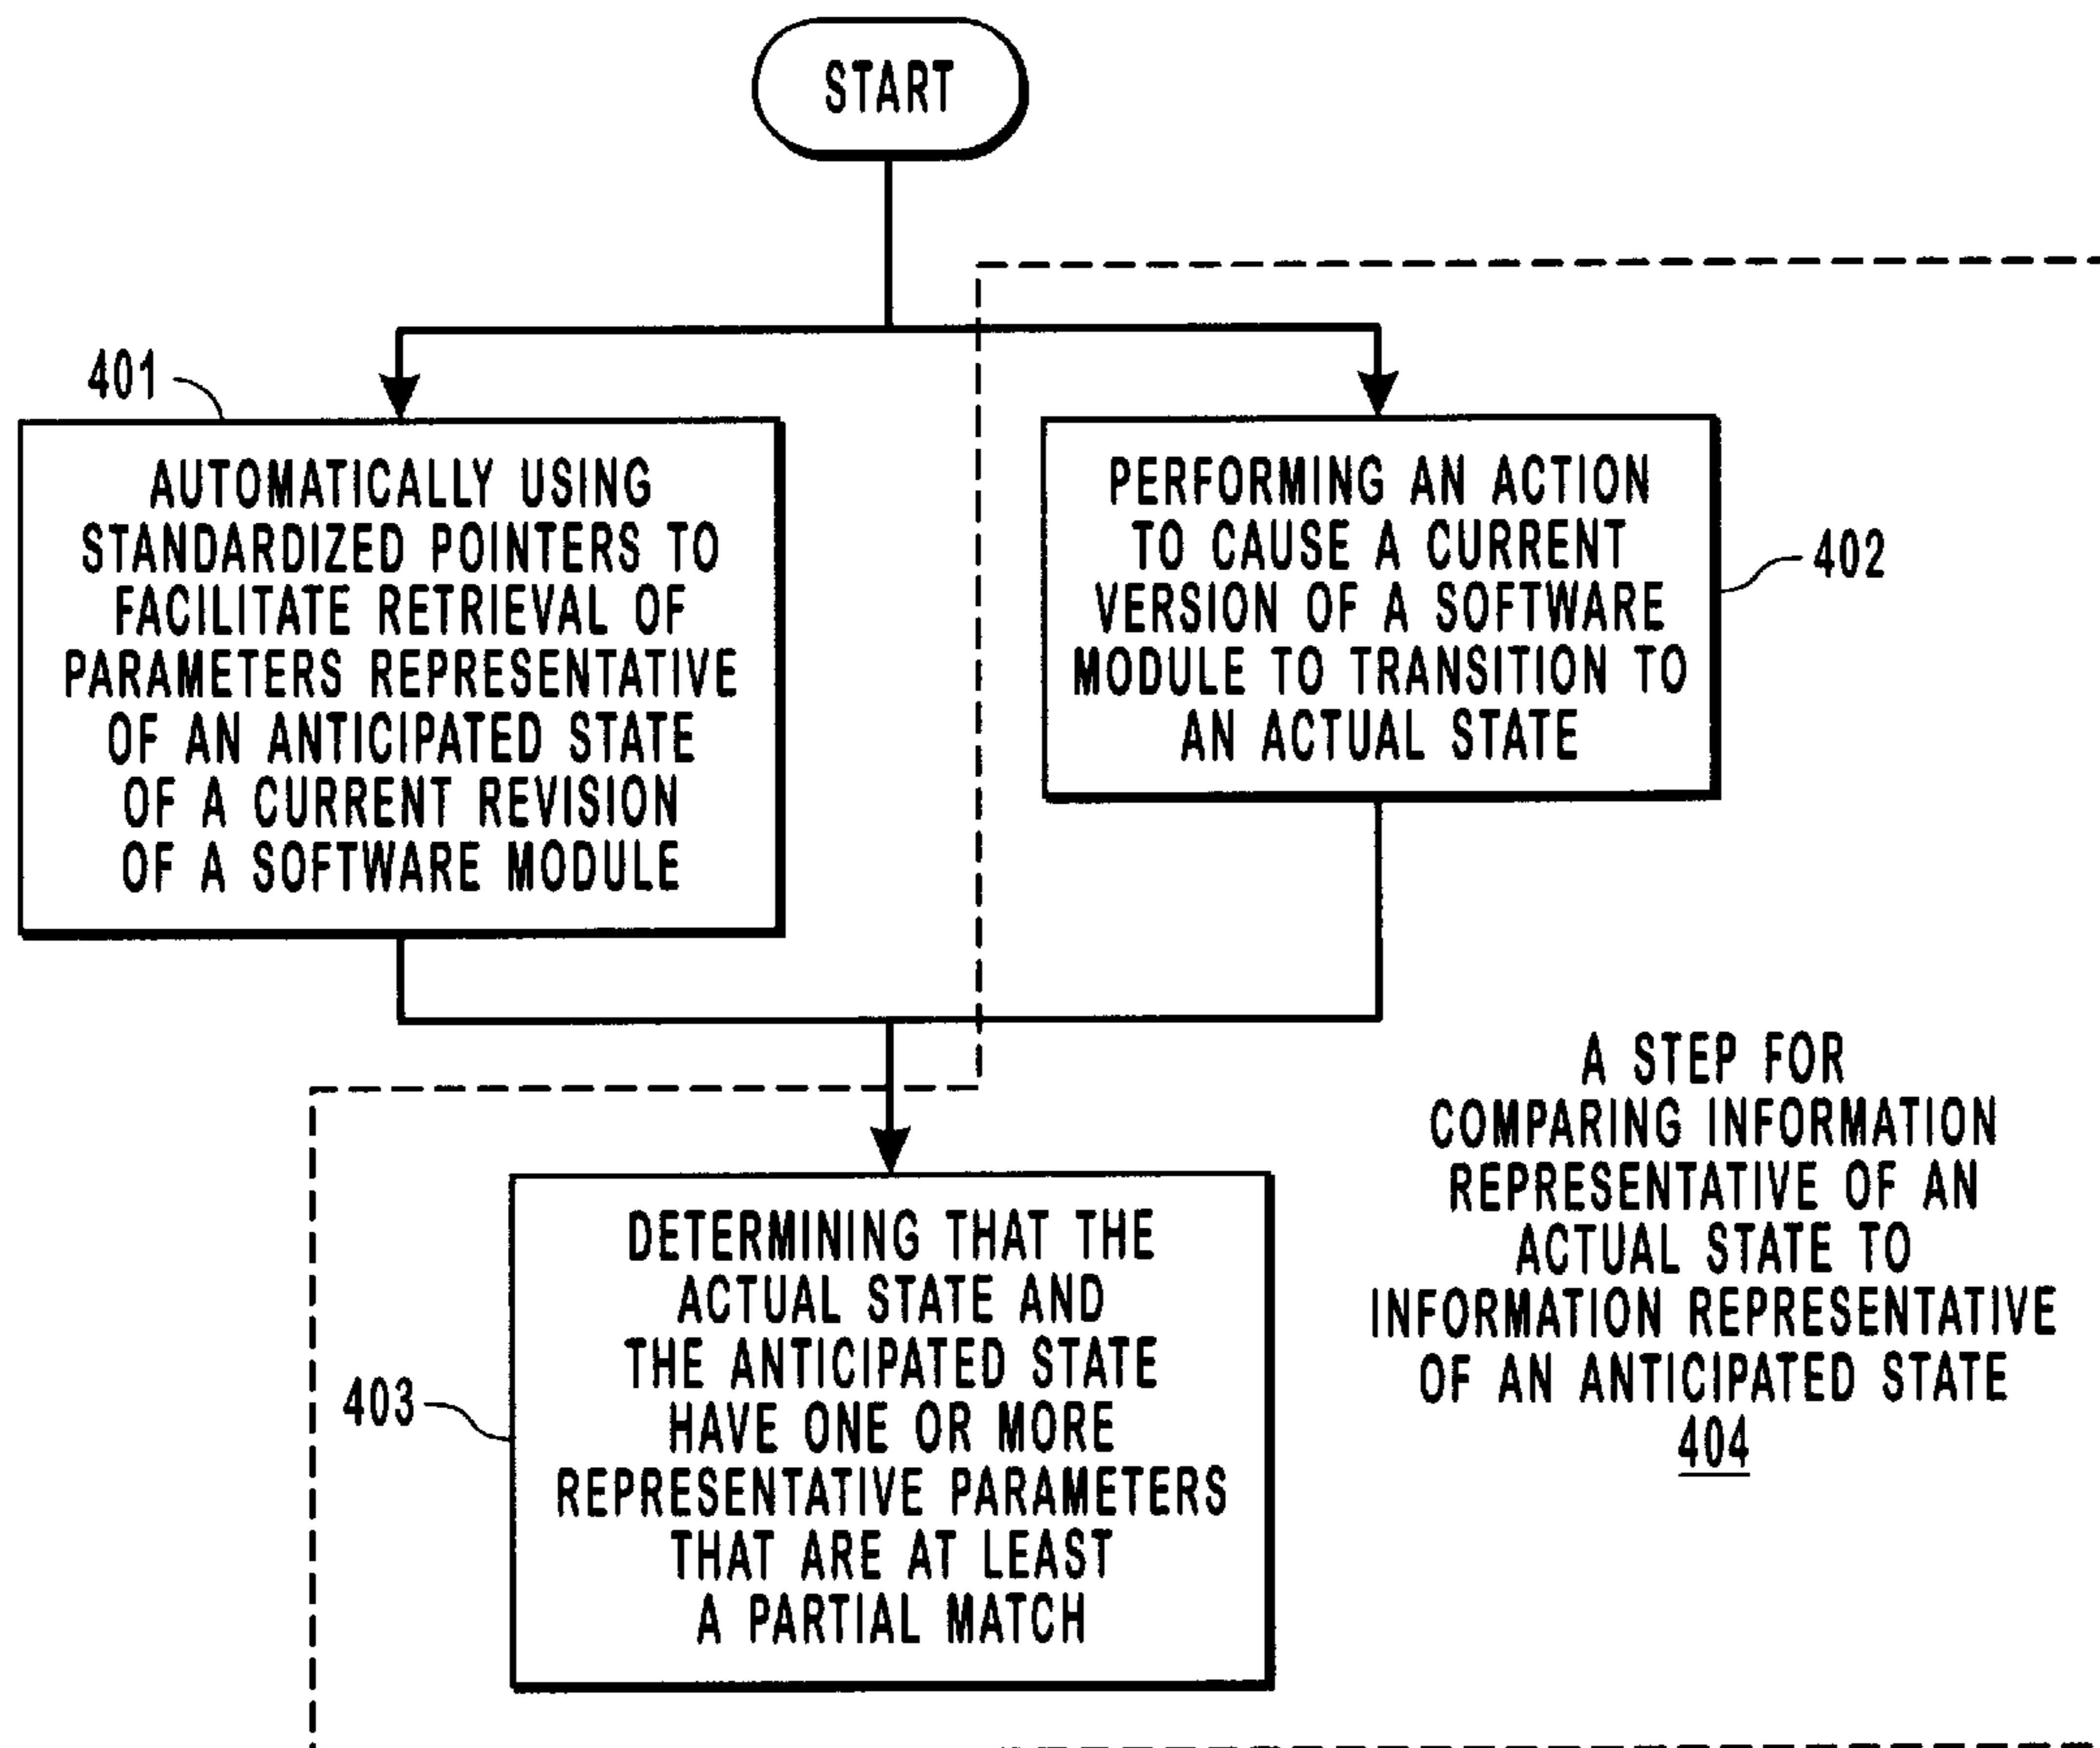 START
401
AUTOMATICALLY USING
STANDARDIZED POINTERS TO
FACILITATE RETRIEVAL OF
PARAMETERS REPRESENTATIVE
OF AN ANTICIPATED STATE
OF A CURRENT REVISION
OF A SOFTWARE MODULE
PERFORMING AN ACTION
TO CAUSE A CURRENT
VERSION OF A SOFTWARE
MODULE TO TRANSITION TO
AN ACTUAL STATE
402
DETERMINING THAT THE
ACTUAL STATE AND
THE ANTICIPATED STATE
HAVE ONE OR MORE
REPRESENTATIVE PARAMETERS
THAT ARE AT LEAST
A PARTIAL MATCH
403
A STEP FOR
COMPARING INFORMATION
REPRESENTATIVE OF AN
ACTUAL STATE TO
INFORMATION REPRESENTATIVE
OF AN ANTICIPATED STATE
404